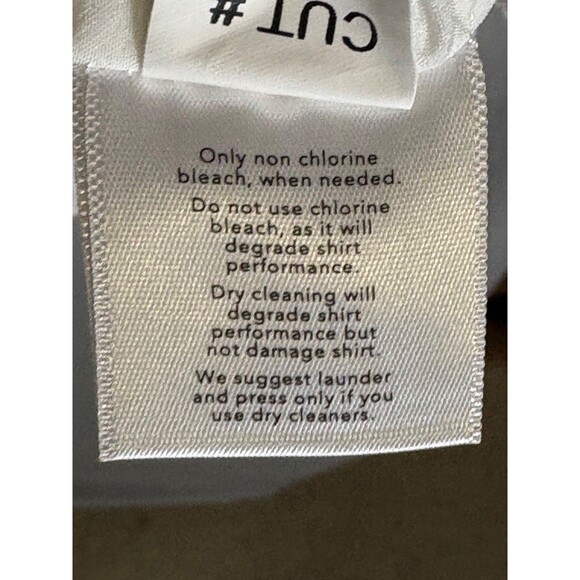 CUT #
Only non chlorine
bleach, when needed.
Do not use chlorine
bleach, as it will
degrade shirt
performance.
Dry cleaning will
degrade shirt
performance but
not damage shirt.
We suggest launder
and press only if you
use dry cleaners.